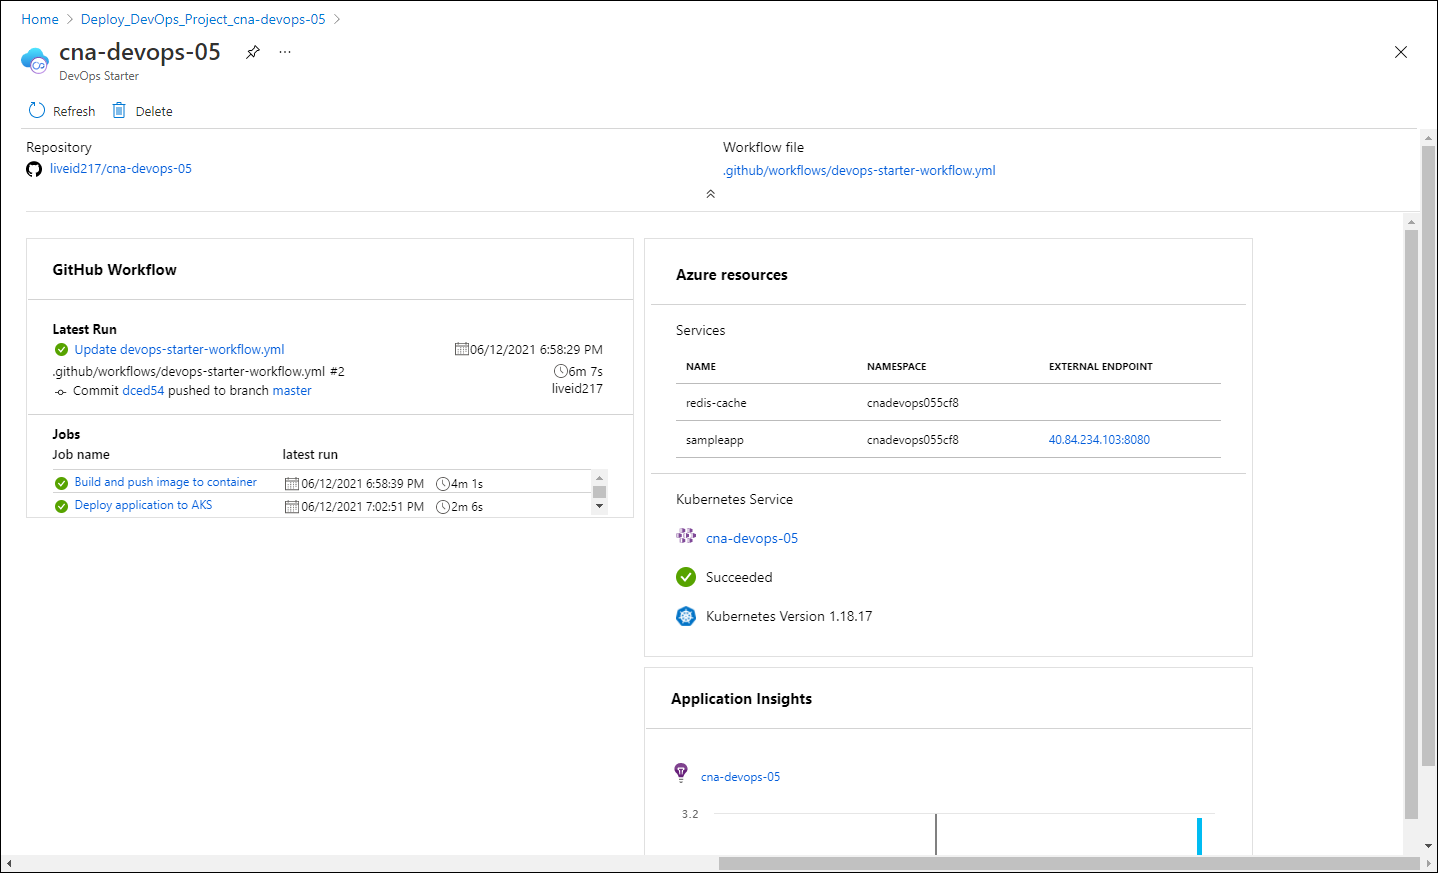 Home > Deploy_DevOps_Project_cna-devops-05 >
cna-devops-05 ...
DevOps Starter
Refresh Delete
Repository
liveid217/cna-devops-05
Workflow file
.github/workflows/devops-starter-workflow.yml
GitHub Workflow
Latest Run
Update devops-starter-workflow.yml 06/12/2021 6:58:29 PM
.github/workflows/devops-starter-workflow.yml #2 6m 7s
Commit dced54 pushed to branch master liveid217
Jobs
Job name latest run
Build and push image to container 06/12/2021 6:58:39 PM 4m 1s
Deploy application to AKS 06/12/2021 7:02:51 PM 2m 6s
Azure resources
Services
NAME NAMESPACE EXTERNAL ENDPOINT
redis-cache cnadevops055cf8
sampleapp cnadevops055cf8 40.84.234.103:8080
Kubernetes Service
cna-devops-05
Succeeded
Kubernetes Version 1.18.17
Application Insights
cna-devops-05
3.2